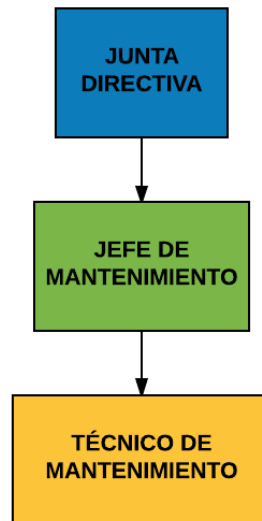 JUNTA
DIRECTIVA
JEFE DE
MANTENIMIENTO
TÉCNICO DE
MANTENIMIENTO